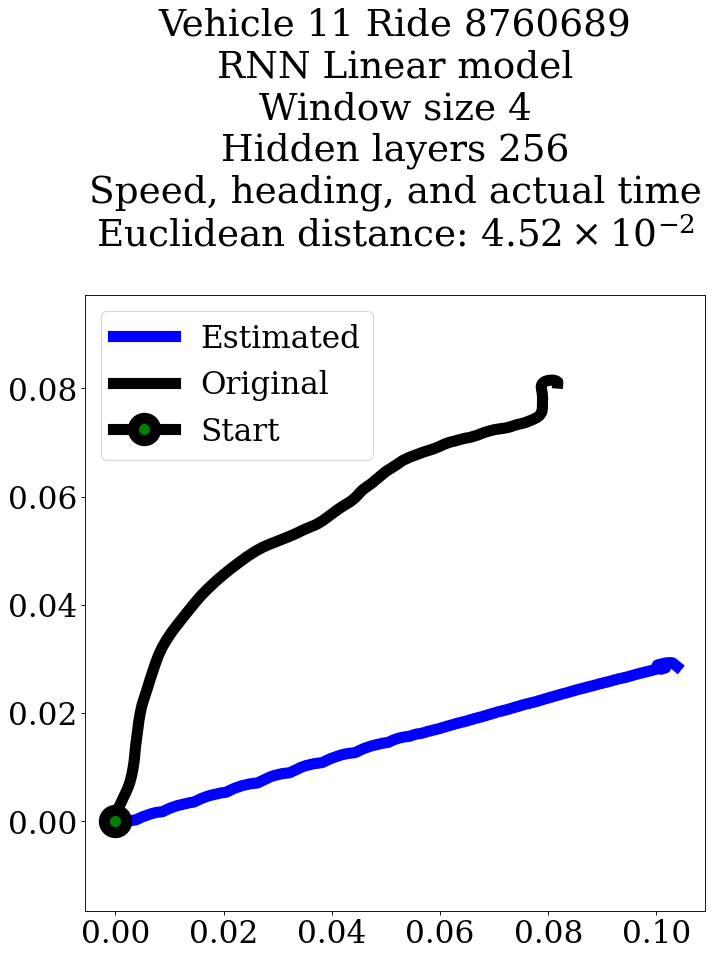 Vehicle 11 Ride 8760689
RNN Linear model
Window size 4
Hidden layers 256
Speed, heading, and actual time
Euclidean distance: 4.52 × 10⁻²
Estimated
Original
Start
0.08
0.06
0.04
0.02
0.00
0.00 0.02 0.04 0.06 0.08 0.10